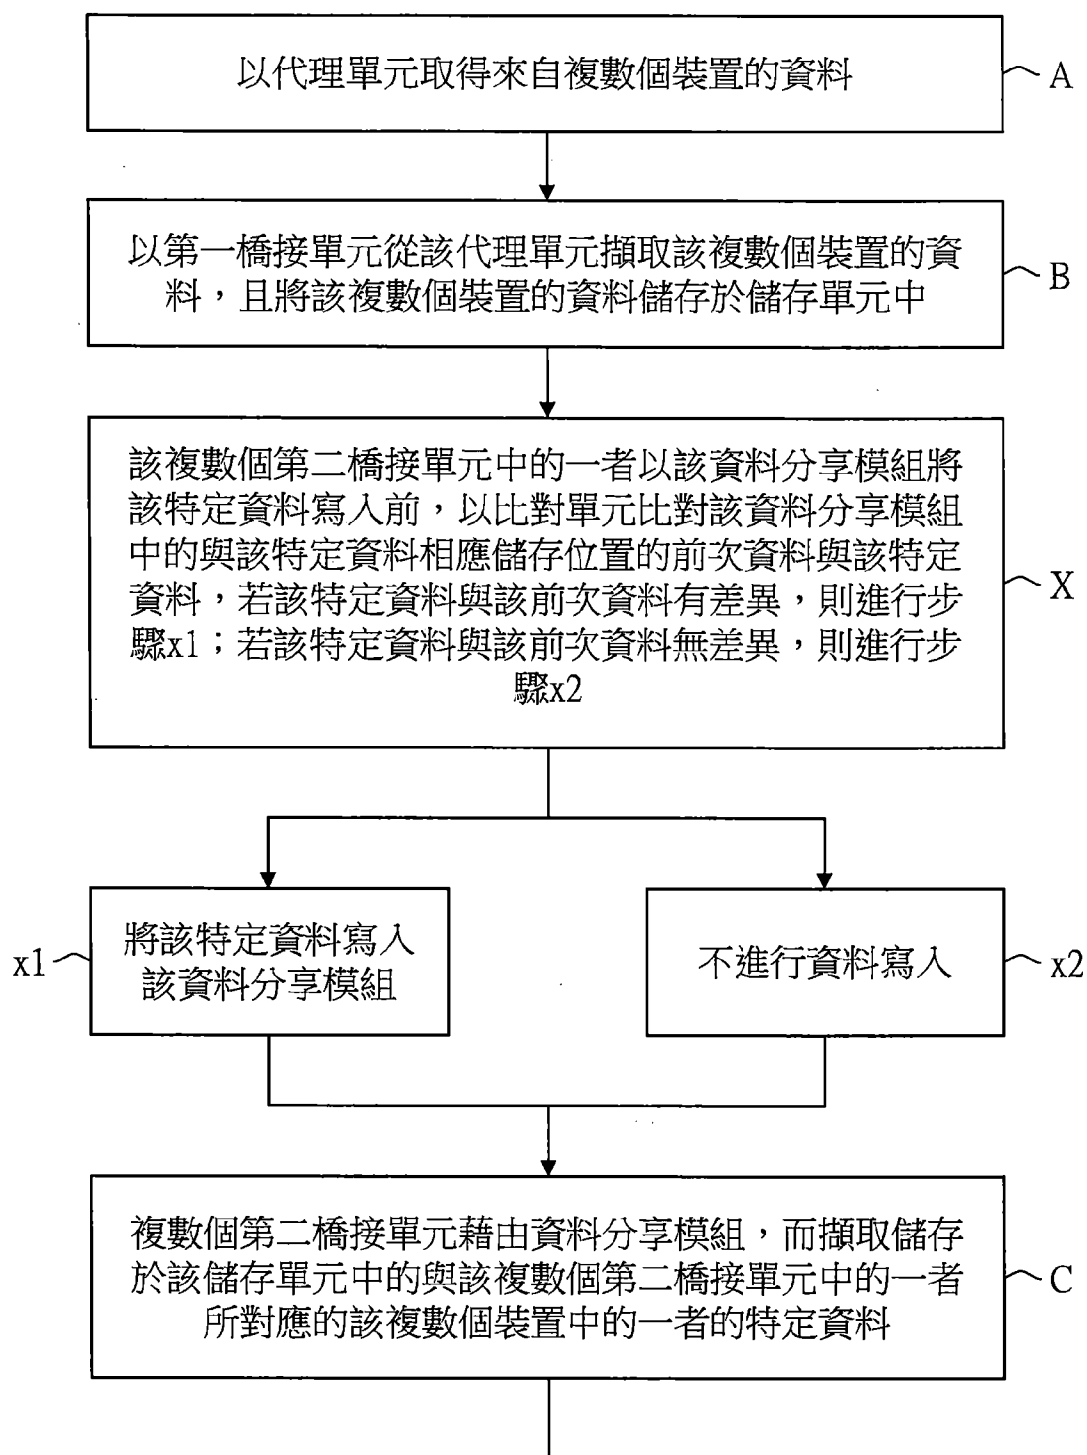 以代理單元取得來自複數個裝置的資料
A
以第一橋接單元從該代理單元擷取該複數個裝置的資
料，且將該複數個裝置的資料儲存於儲存單元中
B
該複數個第二橋接單元中的一者以該資料分享模組將
該特定資料寫入前，以比對單元比對該資料分享模組
中的與該特定資料相應儲存位置的前次資料與該特定
資料，若該特定資料與該前次資料有差異，則進行步
驟x1；若該特定資料與該前次資料無差異，則進行步
驟x2
X
x1
將該特定資料寫入
該資料分享模組
不進行資料寫入
x2
複數個第二橋接單元藉由資料分享模組，而擷取儲存
於該儲存單元中的與該複數個第二橋接單元中的一者
所對應的該複數個裝置中的一者的特定資料
C